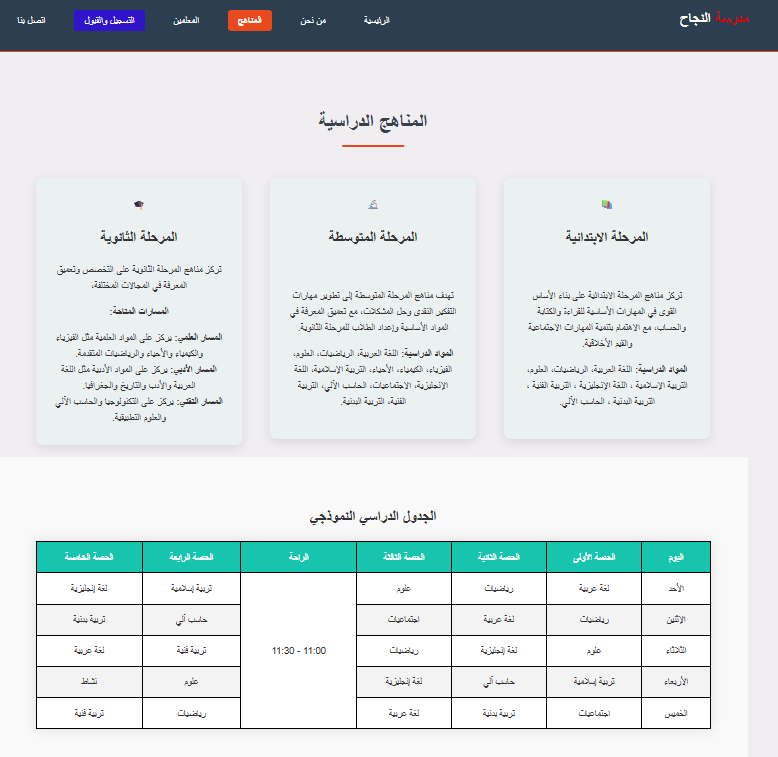 مدرسة النجاح
الرئيسية من نحن المناهج المعلمين التسجيل والقبول اتصل بنا
المناهج الدراسية
المرحلة الابتدائية
تركز مناهج المرحلة الابتدائية على بناء الأساس
القوى في المهارات الأساسية للقراءة والكتابة
والحساب، مع الاهتمام بتنمية المهارات الاجتماعية
والقيم الأخلاقية.
المواد الدراسية: اللغة العربية، الرياضيات، العلوم،
التربية الإسلامية ، اللغة الإنجليزية ، التربية الفنية ،
التربية البدنية ، الحاسب الآلي.
المرحلة المتوسطة
تهدف مناهج المرحلة المتوسطة إلى تطوير مهارات
التفكير النقدى وحل المشكلات، مع تعميق المعرفة في
المواد الأساسية وإعداد الطلاب للمرحلة الثانوية.
المواد الدراسية: اللغة العربية، الرياضيات، العلوم،
الفيزياء، الكيمياء، الأحياء، التربية الإسلامية، اللغة
الإنجليزية، الاجتماعيات، الحاسب الآلي، التربية
الفنية، التربية البدنية.
المرحلة الثانوية
تركز مناهج المرحلة الثانوية على التخصص وتعميق
المعرفة في المجالات المختلفة،
المسارات المتاحة:
المسار العلمي: يركز على المواد العلمية مثل الفيزياء
والكيمياء والأحياء والرياضيات المتقدمة.
المسار الأدبي: يركز على المواد الأدبية مثل اللغة
العربية والأدب والتاريخ والجغرافيا.
المسار التقني: يركز على التكنولوجيا والحاسب الآلي
والعلوم التطبيقية.
الجدول الدراسي النموذجي
اليوم الحصة الأولى الحصة الثانية الحصة الثالثة الراحة الحصة الرابعة الحصة الخامسة
الأحد لغة عربية رياضيات علوم 11:00 - 11:30 تربية إسلامية لغة إنجليزية
الإثنين رياضيات لغة عربية اجتماعيات حاسب آلي تربية بدنية
الثلاثاء علوم لغة إنجليزية رياضيات تربية فنية لغة عربية
الأربعاء تربية إسلامية حاسب آلي لغة إنجليزية علوم نشاط
الخميس اجتماعيات تربية بدنية لغة عربية رياضيات تربية فنية